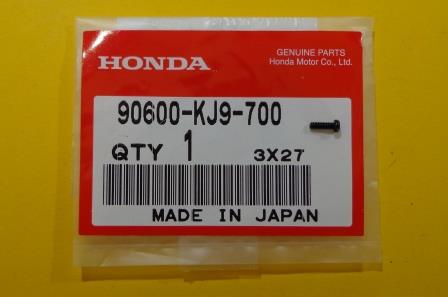 GENUINE PARTS
HONDA
Honda Motor Co., Ltd.
90600-KJ9-700
QTY 1 3X27
MADE IN JAPAN